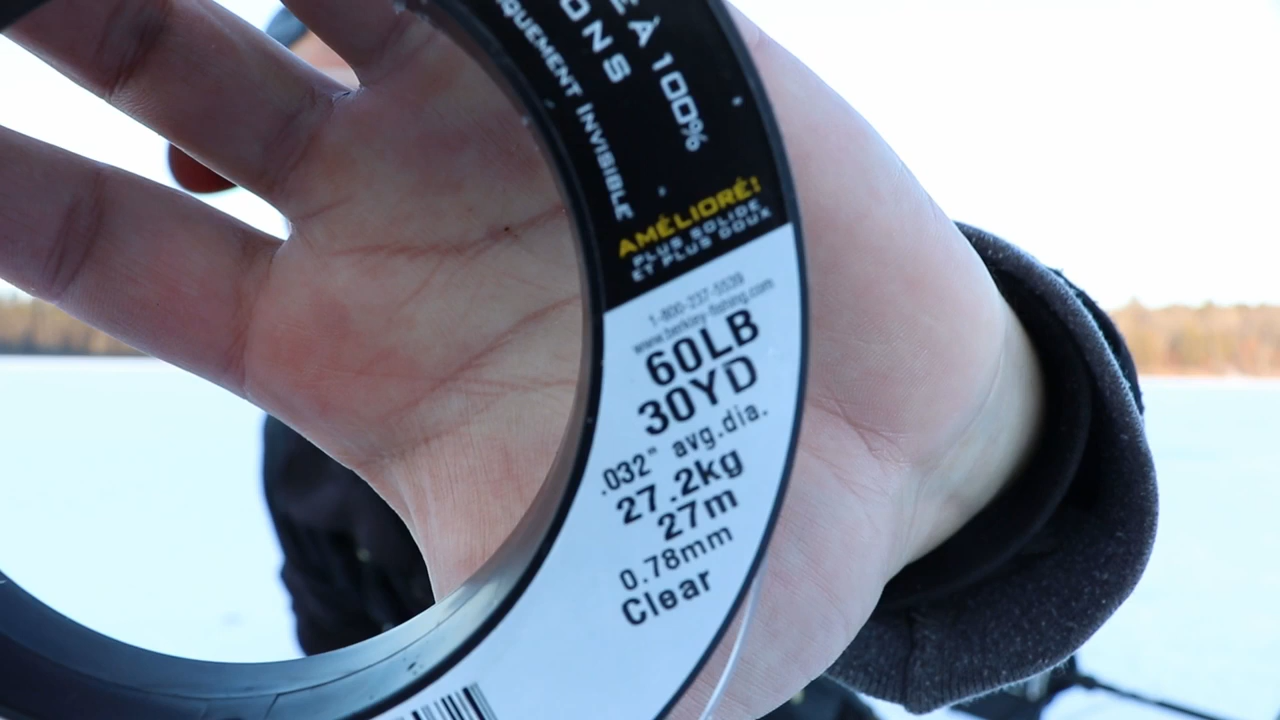 À 100%
ONS
QUEMENT INVISIBLE
AMÉLIORÉ!
PLUS SOLIDE
ET PLUS DOUX
1-800-237-5539
www.berkley-fishing.com
60LB
30YD
.032" avg.dia.
27.2kg
27m
0.78mm
Clear